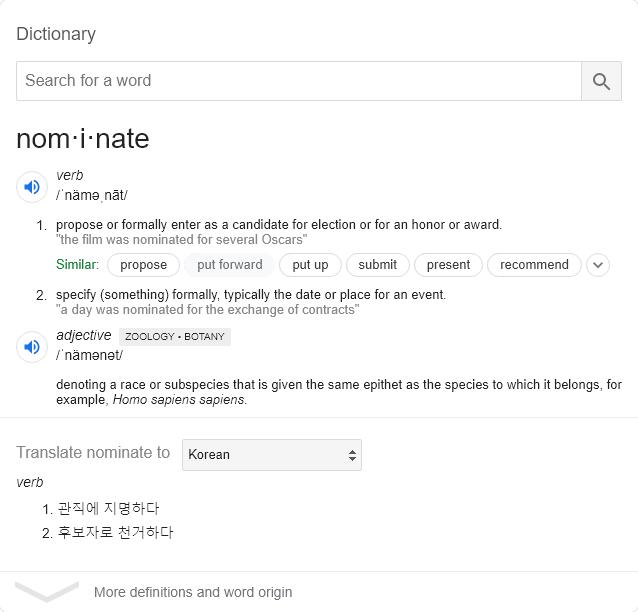 Dictionary
Search for a word
nom·i·nate
verb
/ˈnäməˌnāt/
1. propose or formally enter as a candidate for election or for an honor or award.
"the film was nominated for several Oscars"
Similar: propose put forward put up submit present recommend
2. specify (something) formally, typically the date or place for an event.
"a day was nominated for the exchange of contracts"
adjective ZOOLOGY • BOTANY
/ˈnämənət/
denoting a race or subspecies that is given the same epithet as the species to which it belongs, for
example, Homo sapiens sapiens.
Translate nominate to Korean
verb
1. 관직에 지명하다
2. 후보자로 천거하다
More definitions and word origin